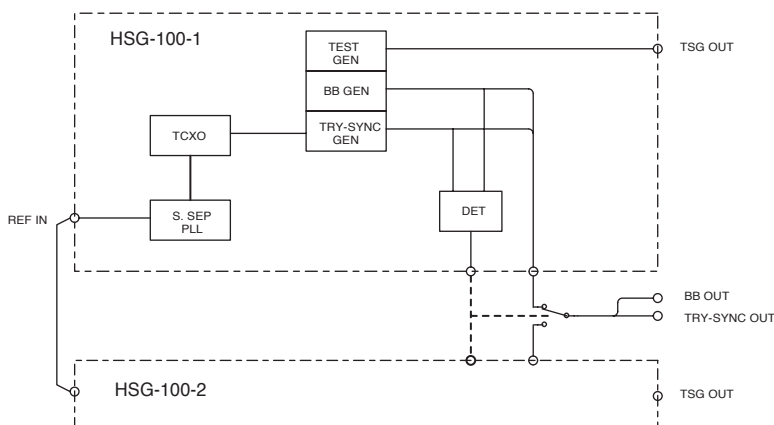 HSG-100-1
TEST
GEN
TSG OUT
BB GEN
TCXO
TRY-SYNC
GEN
REF IN
S. SEP
PLL
DET
BB OUT
TRY-SYNC OUT
HSG-100-2
TSG OUT